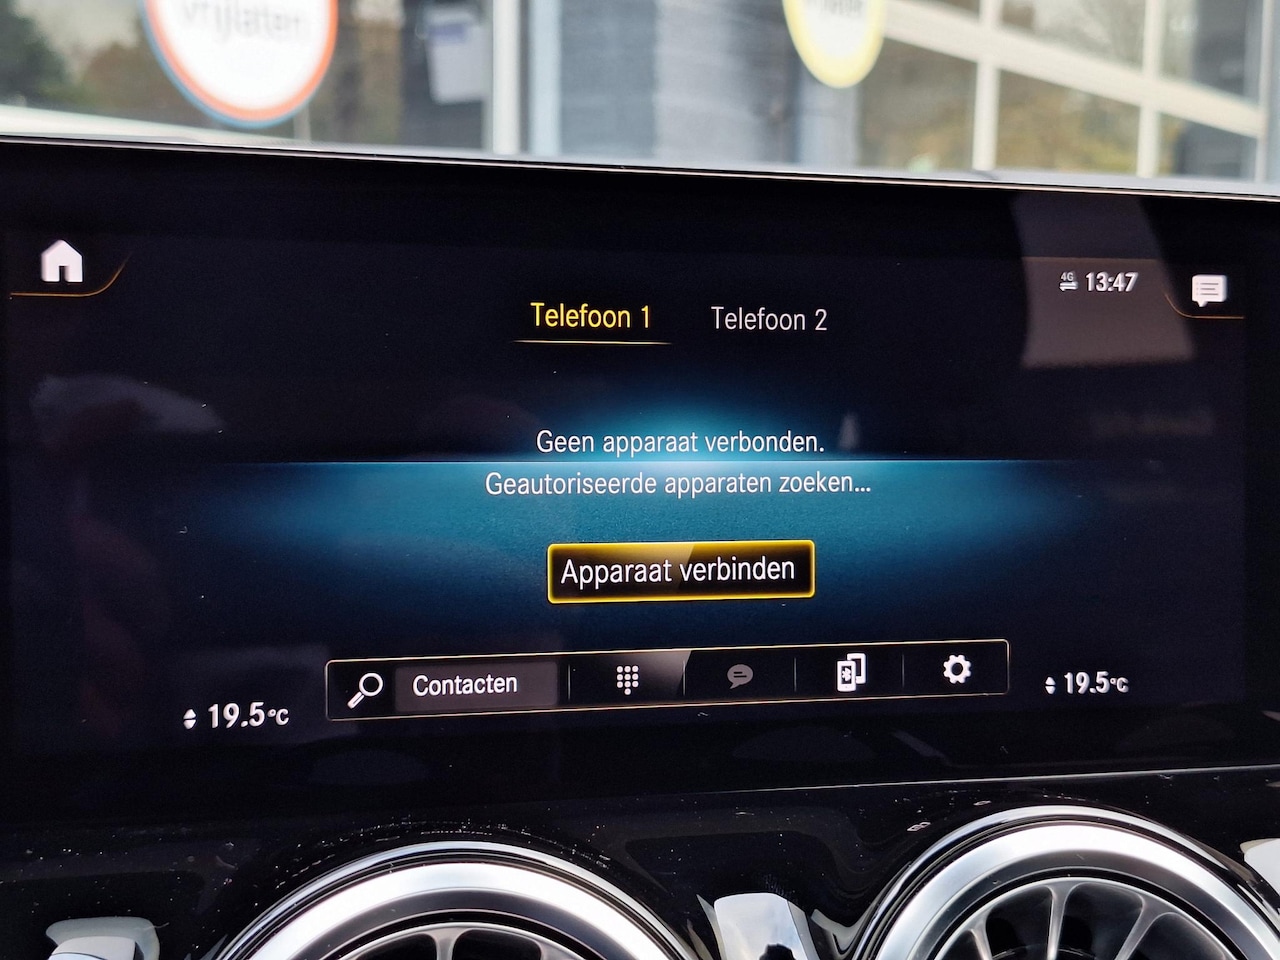 vrijlaten
4G 13:47
Telefoon 1 Telefoon 2
Geen apparaat verbonden.
Geautoriseerde apparaten zoeken...
Apparaat verbinden
Contacten
19.5°C 19.5°C